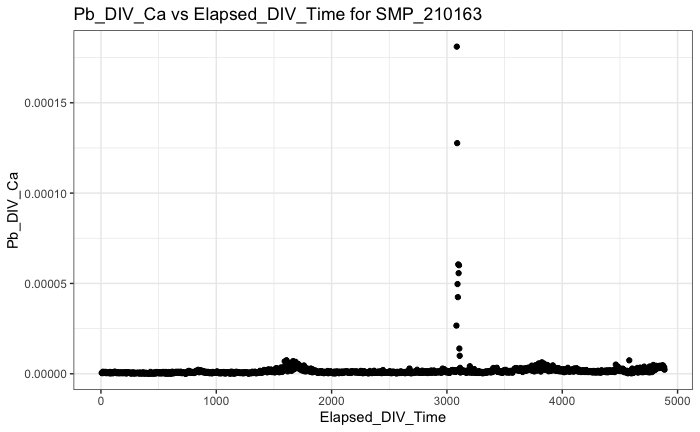 Pb_DIV_Ca vs Elapsed_DIV_Time for SMP_210163
Pb_DIV_Ca
0.00015
0.00010
0.00005
0.00000
0 1000 2000 3000 4000 5000
Elapsed_DIV_Time